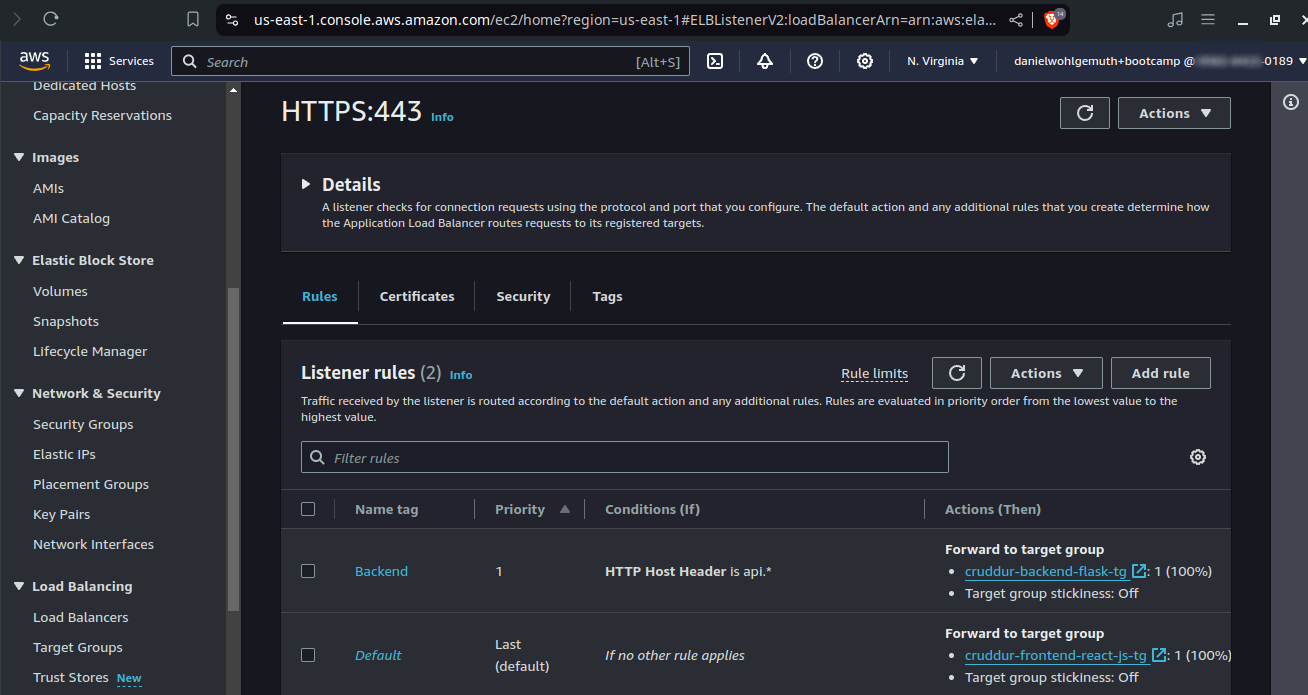 us-east-1.console.aws.amazon.com/ec2/home?region=us-east-1#ELBListenerV2:loadBalancerArn=arn:aws:ela...
14
aws
Services
Search
[Alt+S]
N. Virginia
danielwohlgemuth+bootcamp @
-0189
Dedicated Hosts
Capacity Reservations
Images
AMIs
AMI Catalog
Elastic Block Store
Volumes
Snapshots
Lifecycle Manager
Network & Security
Security Groups
Elastic IPs
Placement Groups
Key Pairs
Network Interfaces
Load Balancing
Load Balancers
Target Groups
Trust Stores New
HTTPS:443 Info
Actions
Details
A listener checks for connection requests using the protocol and port that you configure. The default action and any additional rules that you create determine how
the Application Load Balancer routes requests to its registered targets.
Rules
Certificates
Security
Tags
Listener rules (2) Info
Rule limits
Actions
Add rule
Traffic received by the listener is routed according to the default action and any additional rules. Rules are evaluated in priority order from the lowest value to the
highest value.
Filter rules
Name tag
Priority
Conditions (If)
Actions (Then)
Backend
1
HTTP Host Header is api.*
Forward to target group
• cruddur-backend-flask-tg : 1 (100%)
• Target group stickiness: Off
Default
Last
(default)
If no other rule applies
Forward to target group
• cruddur-frontend-react-js-tg : 1 (100%)
• Target group stickiness: Off